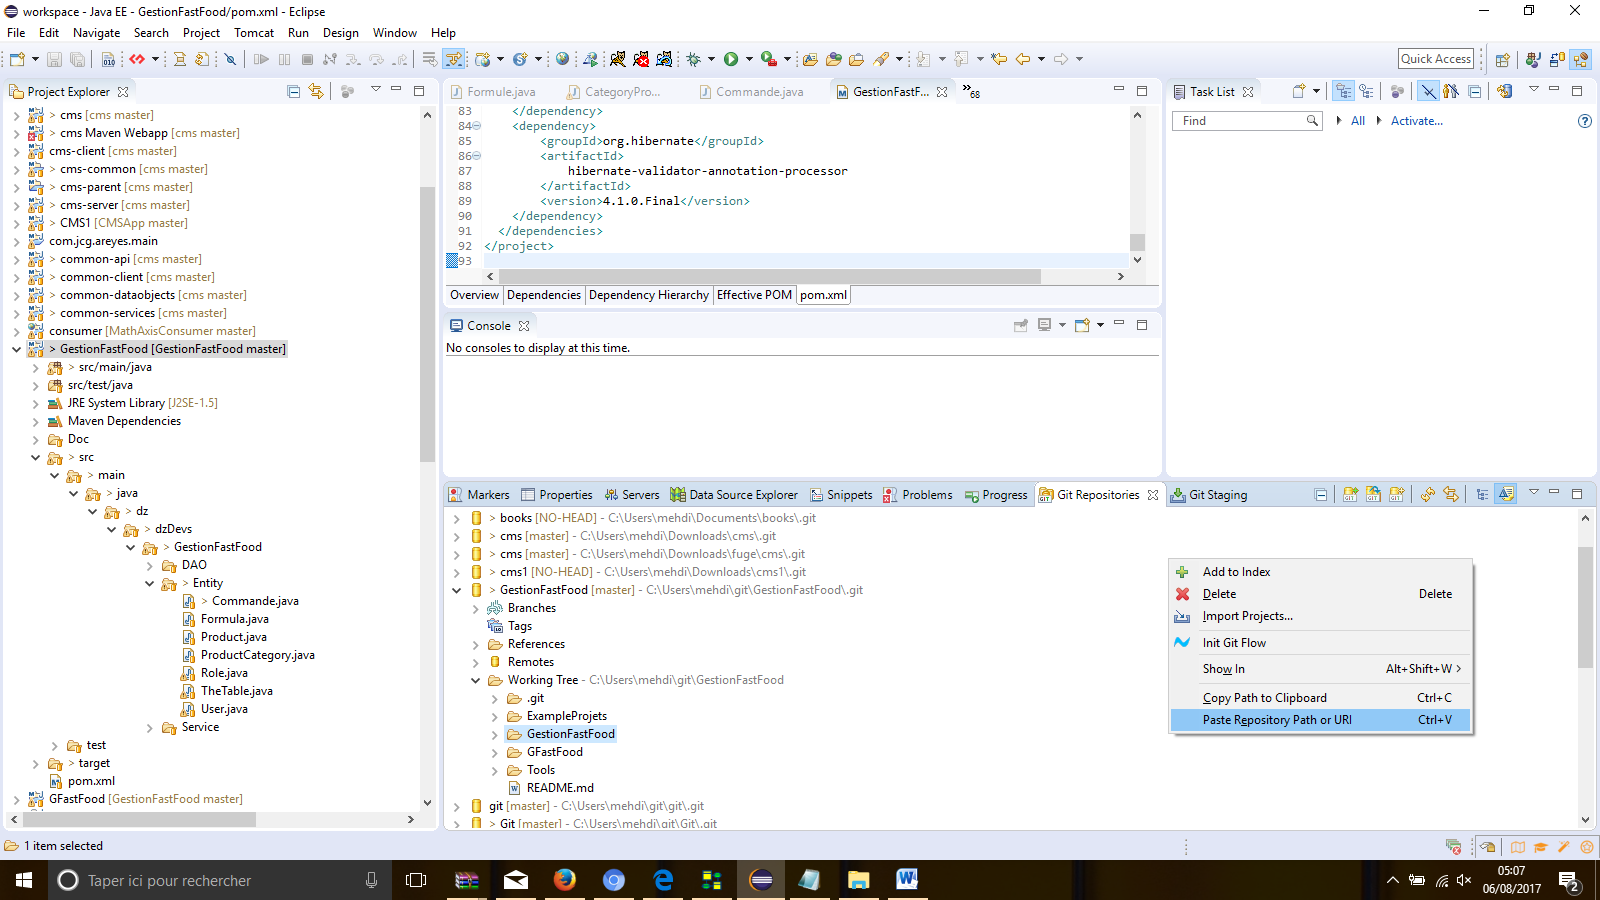 workspace - Java EE - GestionFastFood/pom.xml - Eclipse
File Edit Navigate Search Project Tomcat Run Design Window Help
Quick Access
Project Explorer
> cms [cms master]
> cms Maven Webapp [cms master]
cms-client [cms master]
> cms-common [cms master]
> cms-parent [cms master]
> cms-server [cms master]
> CMS1 [CMSApp master]
com.jcg.areyes.main
> common-api [cms master]
> common-client [cms master]
> common-dataobjects [cms master]
> common-services [cms master]
consumer [MathAxisConsumer master]
> GestionFastFood [GestionFastFood master]
> src/main/java
src/test/java
JRE System Library [J2SE-1.5]
Maven Dependencies
Doc
> src
> main
> java
> dz
> dzDevs
> GestionFastFood
DAO
> Entity
> Commande.java
Formula.java
Product.java
ProductCategory.java
Role.java
TheTable.java
User.java
Service
test
> target
pom.xml
GFastFood [GestionFastFood master]
Formule.java
CategoryPro...
Commande.java
GestionFastF...
»68
83 </dependency>
84 <dependency>
85 <groupId>org.hibernate</groupId>
86 <artifactId>
87 hibernate-validator-annotation-processor
88 </artifactId>
89 <version>4.1.0.Final</version>
90 </dependency>
91 </dependencies>
92 </project>
93
Overview Dependencies Dependency Hierarchy Effective POM pom.xml
Console
No consoles to display at this time.
Task List
Find
All
Activate...
Markers Properties Servers Data Source Explorer Snippets Problems Progress Git Repositories Git Staging
> books [NO-HEAD] - C:\Users\mehdi\Documents\books\.git
> cms [master] - C:\Users\mehdi\Downloads\cms\.git
> cms [master] - C:\Users\mehdi\Downloads\fuge\cms\.git
> cms1 [NO-HEAD] - C:\Users\mehdi\Downloads\cms1\.git
> GestionFastFood [master] - C:\Users\mehdi\git\GestionFastFood\.git
Branches
Tags
References
Remotes
Working Tree - C:\Users\mehdi\git\GestionFastFood
.git
ExampleProjets
GestionFastFood
GFastFood
Tools
README.md
git [master] - C:\Users\mehdi\git\git\.git
> Git [master] - C:\Users\mehdi\git\Git\.git
Add to Index
Delete Delete
Import Projects...
Init Git Flow
Show In Alt+Shift+W >
Copy Path to Clipboard Ctrl+C
Paste Repository Path or URI Ctrl+V
1 item selected
Taper ici pour rechercher
05:07
06/08/2017
2